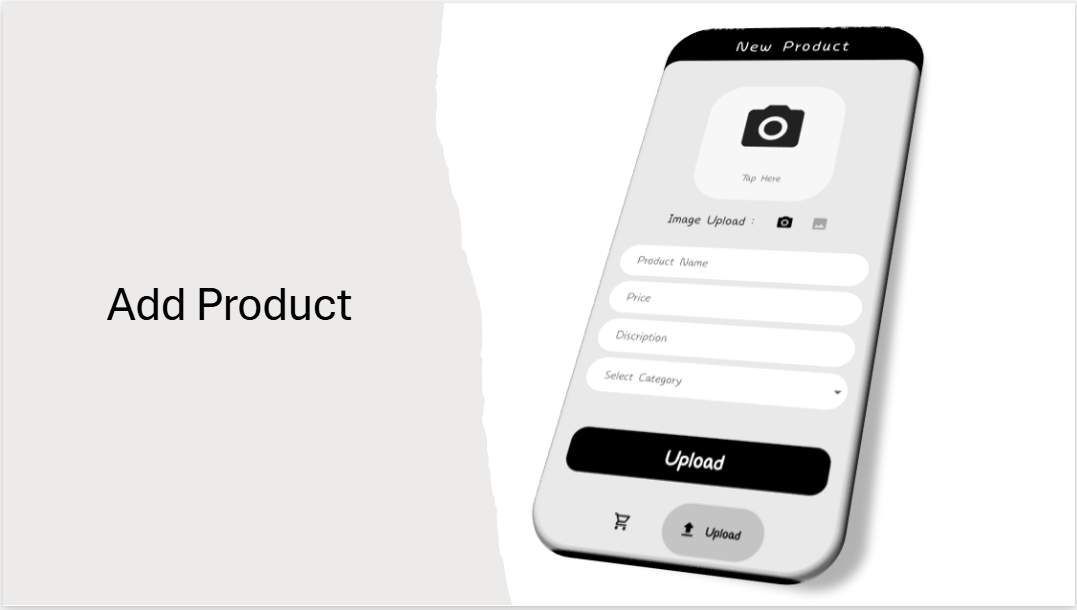 Add Product
New Product
Tap Here
Image Upload :
Product Name
Price
Discription
Select Category
Upload
Upload